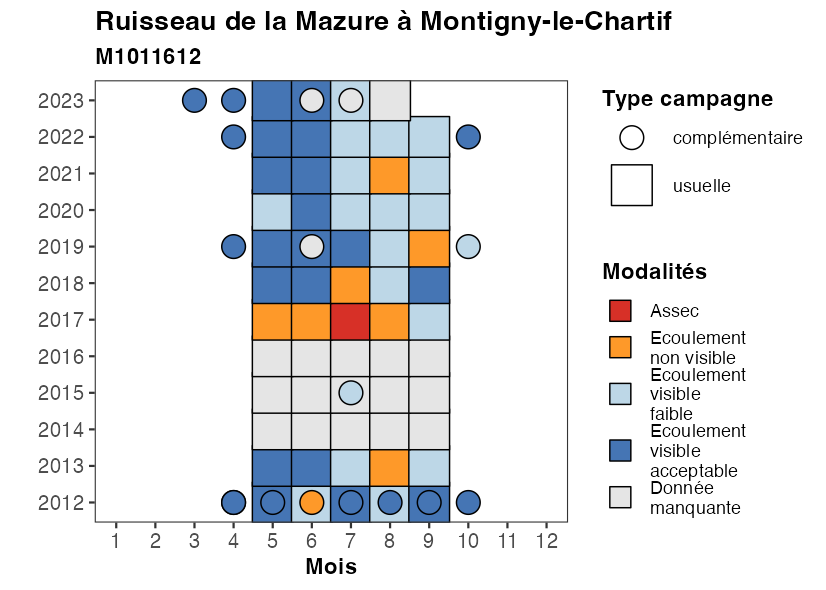 Ruisseau de la Mazure à Montigny-le-Chartif
M1011612
2023
2022
2021
2020
2019
2018
2017
2016
2015
2014
2013
2012
1 2 3 4 5 6 7 8 9 10 11 12
Mois
Type campagne
complémentaire
usuelle
Modalités
Assec
Ecoulement
non visible
Ecoulement
visible
faible
Ecoulement
visible
acceptable
Donnée
manquante